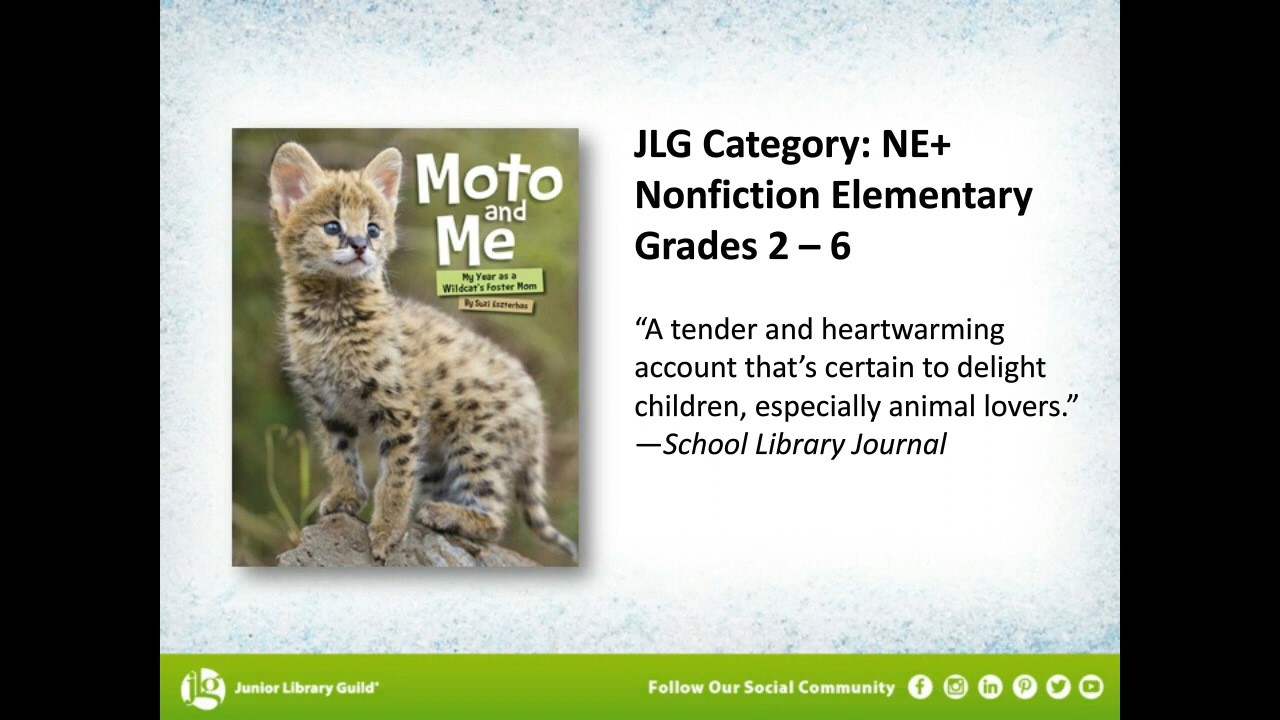 Moto
and
Me
My Year as a
Wildcat's Foster Mom
By Suzi Eszterhas
JLG Category: NE+
Nonfiction Elementary
Grades 2 – 6
“A tender and heartwarming
account that’s certain to delight
children, especially animal lovers.”
—School Library Journal
jlg Junior Library Guild®
Follow Our Social Community